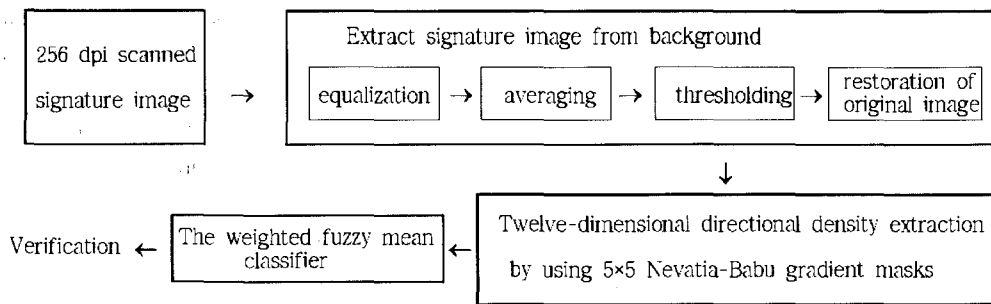 256 dpi scanned
signature image
→
Extract signature image from background
equalization → averaging → thresholding → restoration of
original image
↓
Twelve-dimensional directional density extraction
by using 5×5 Nevatia-Babu gradient masks
←
The weighted fuzzy mean
classifier
←
Verification